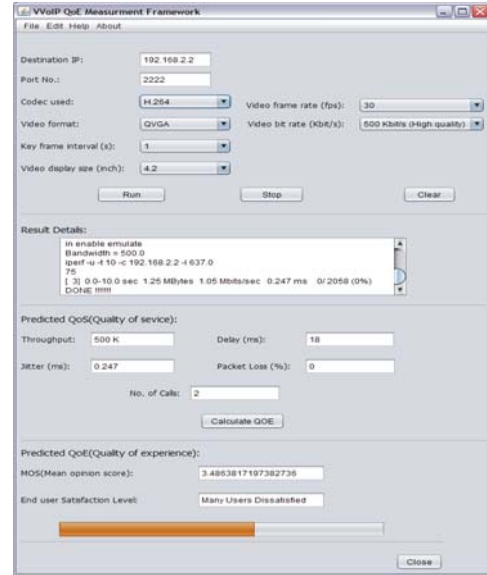 VVoIP QoE Measurment Framework
File Edit Help About
Destination IP: 192.168.2.2
Port No.: 2222
Codec used: H.264 Video frame rate (fps): 30
Video format: QVGA Video bit rate (Kbit/s): 500 Kbit/s (High quality)
Key frame interval (s): 1
Video display size (inch): 4.2
Run Stop Clear
Result Details:
in enable emulate
Bandwidth = 500.0
iperf -u -t 10 -c 192.168.2.2 -l 637.0
75
[ 3] 0.0-10.0 sec 1.25 MBytes 1.05 Mbits/sec 0.247 ms 0/ 2058 (0%)
DONE !!!!!!!
Predicted QoS(Quality of sevice):
Throughput: 500 K Delay (ms): 18
Jitter (ms): 0.247 Packet Loss (%): 0
No. of Calls: 2
Calculate QOE
Predicted QoE(Quality of experience):
MOS(Mean opinion score): 3.4863817197382736
End user Satisfaction Level: Many Users Dissatisfied
Close